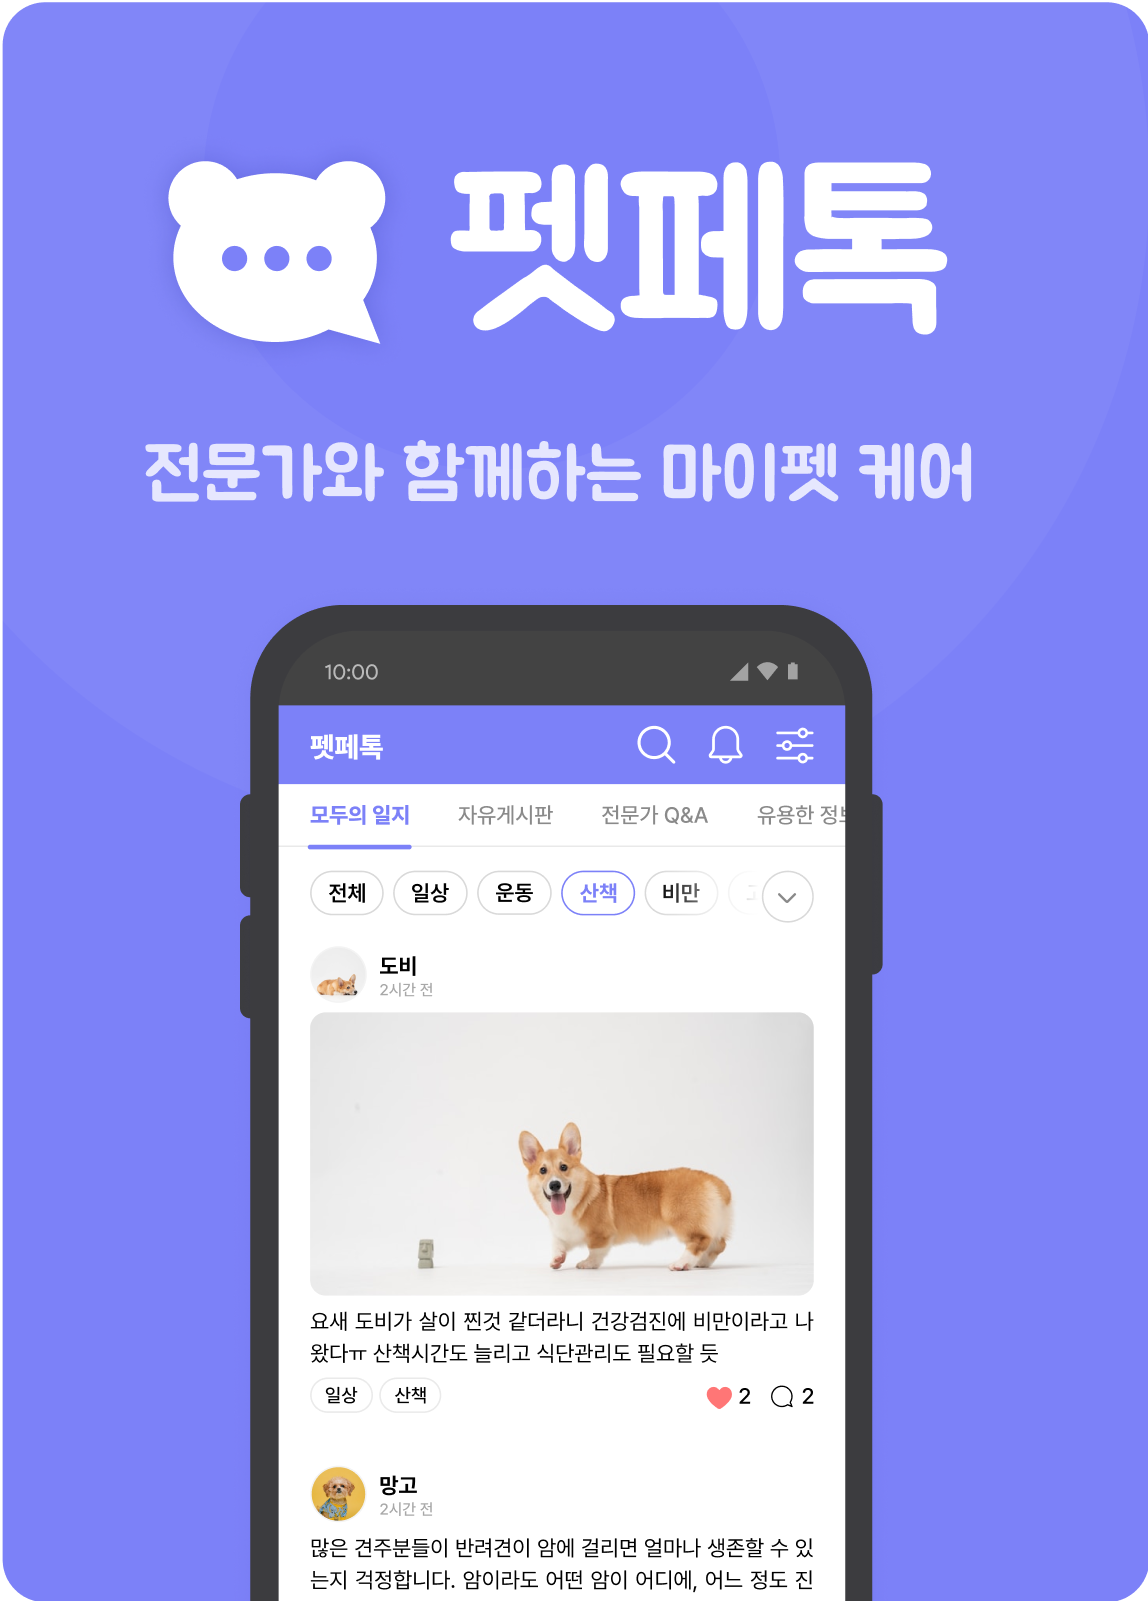 펫페톡
전문가와 함께하는 마이펫 케어
10:00
펫페톡
모두의 일지 자유게시판 전문가 Q&A 유용한
전체 일상 운동 산책 비만
도비
2시간 전
요새 도비가 살이 찐것 같더라니 건강검진에 비만이라고 나
왔다ㅠ 산책시간도 늘리고 식단관리도 필요할 듯
일상 산책 2 2
망고
2시간 전
많은 견주분들이 반려견이 암에 걸리면 얼마나 생존할 수 있
는지 걱정합니다. 암이라도 어떤 암이 어디에, 어느 정도 진